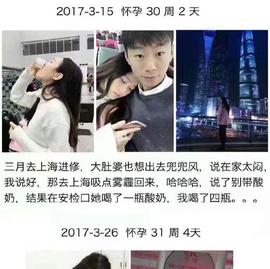 2017-3-15 怀孕 30 周 2 天
三月去上海进修，大肚婆也想出去兜兜风，说在家太闷，
我说好，那去上海吸点雾霾回来，哈哈哈，说了别带酸
奶，结果在安检口她喝了一瓶酸奶，我喝了四瓶。。。
2017-3-26 怀孕 31 周 4天